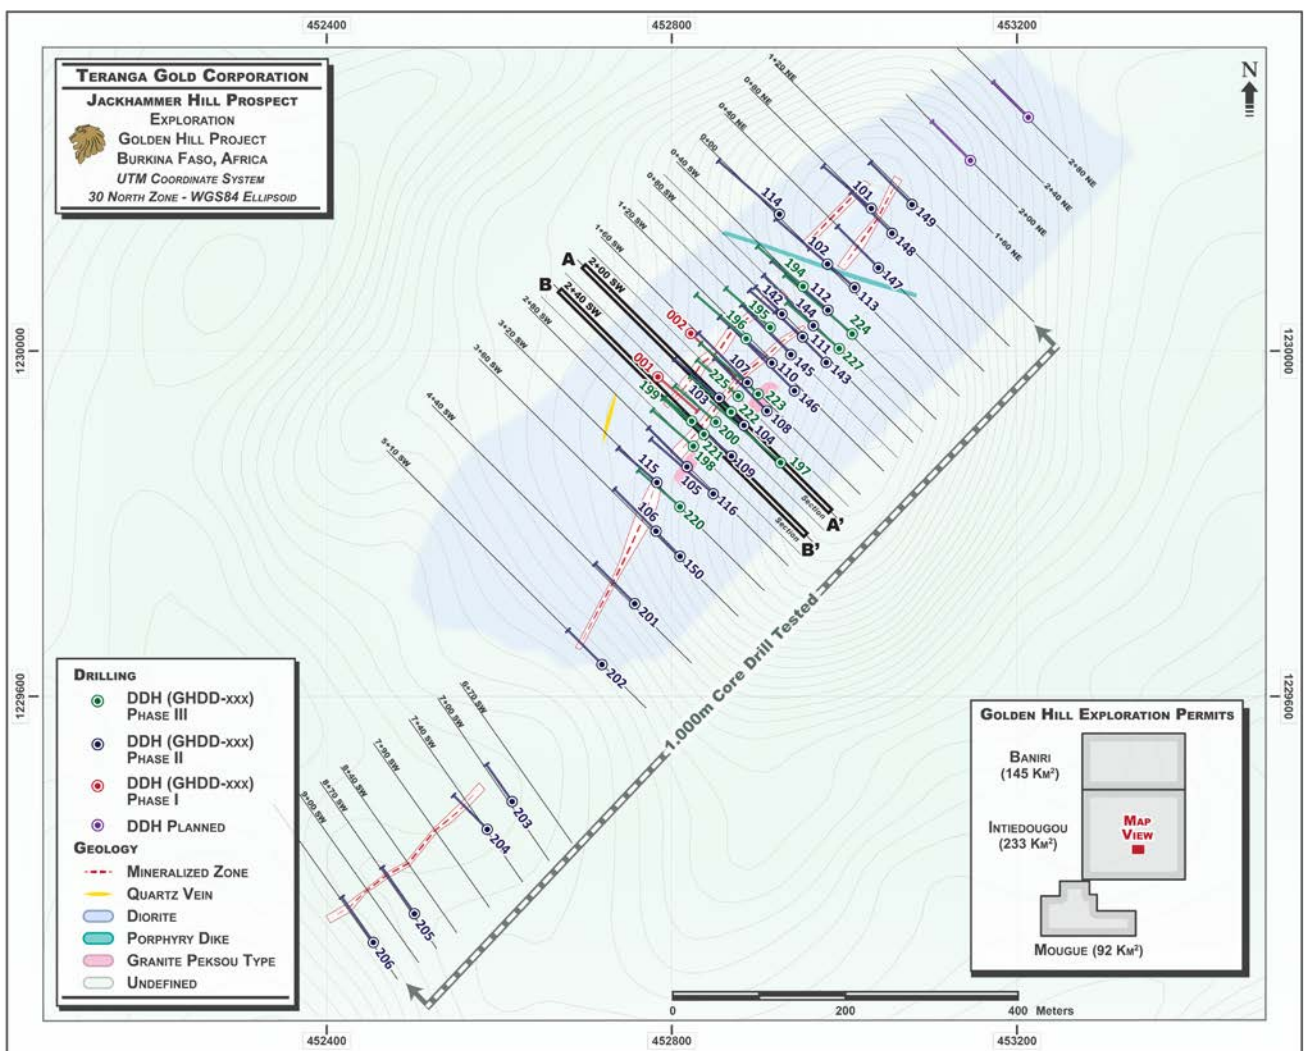 452400
452800
453200
TERANGA GOLD CORPORATION
JACKHAMMER HILL PROSPECT
EXPLORATION
GOLDEN HILL PROJECT
BURKINA FASO, AFRICA
UTM COORDINATE SYSTEM
30 NORTH ZONE - WGS84 ELLIPSOID
N
1+20 NE
0+80 NE
0+40 NE
0+00
0+40 SW
0+80 SW
1+20 SW
1+60 SW
A
2+00 SW
B
2+40 SW
2+80 SW
3+20 SW
3+60 SW
4+40 SW
5+10 SW
2+80 NE
2+40 NE
2+00 NE
1+60 NE
114
101
149
148
102
147
113
194
112
224
142
144
195
196
111
227
002
145
143
107
110
146
001
225
223
199
103
222
108
200
104
221
198
109
197
115
105
116
106
220
150
201
202
Section
A'
Section
B'
1230000
1230000
1229600
1229600
1.000m Core Drill Tested
6+70 SW
7+00 SW
7+40 SW
7+90 SW
8+40 SW
8+70 SW
9+00 SW
203
204
205
206
DRILLING
DDH (GHDD-XXX)
PHASE III
DDH (GHDD-XXX)
PHASE II
DDH (GHDD-XXX)
PHASE I
DDH PLANNED
GEOLOGY
MINERALIZED ZONE
QUARTZ VEIN
DIORITE
PORPHYRY DIKE
GRANITE PEKSOU TYPE
UNDEFINED
GOLDEN HILL EXPLORATION PERMITS
BANIRI
(145 KM²)
INTIEDOUGOU
(233 KM²)
MAP
VIEW
MOUGUE (92 KM²)
0
200
400 Meters
452400
452800
453200